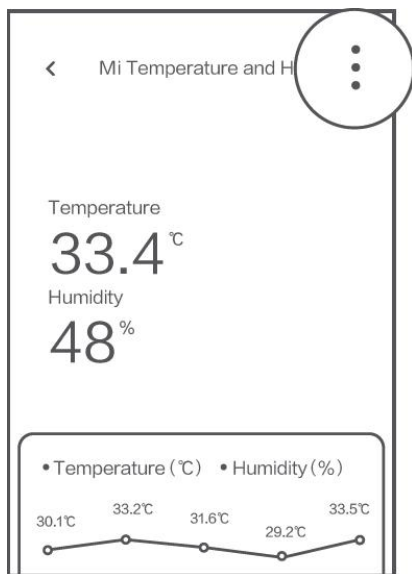 Mi Temperature and H
Temperature
33.4 ℃
Humidity
48%
• Temperature (℃) • Humidity (%)
30.1℃ 33.2℃ 31.6℃ 29.2℃ 33.5℃